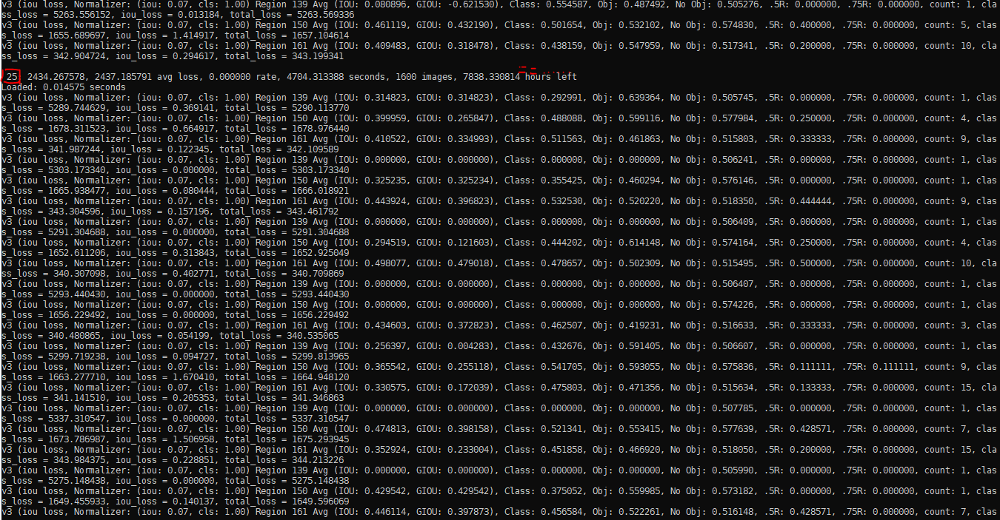 v3 (iou loss, Normalizer: (iou: 0.07, cls: 1.00) Region 139 Avg (IOU: 0.080896, GIOU: -0.621530), Class: 0.554587, Obj: 0.487492, No Obj: 0.505276, .5R: 0.000000, .75R: 0.000000, count: 1, cla
ss_loss = 5263.556152, iou_loss = 0.013184, total_loss = 5263.569336
v3 (iou loss, Normalizer: (iou: 0.07, cls: 1.00) Region 150 Avg (IOU: 0.461119, GIOU: 0.432190), Class: 0.501654, Obj: 0.532102, No Obj: 0.574830, .5R: 0.400000, .75R: 0.000000, count: 5, clas
s_loss = 1655.689697, iou_loss = 1.414917, total_loss = 1657.104614
v3 (iou loss, Normalizer: (iou: 0.07, cls: 1.00) Region 161 Avg (IOU: 0.409483, GIOU: 0.318478), Class: 0.438159, Obj: 0.547959, No Obj: 0.517341, .5R: 0.200000, .75R: 0.000000, count: 10, cla
ss_loss = 342.904724, iou_loss = 0.294617, total_loss = 343.199341
25: 2434.267578, 2437.185791 avg loss, 0.000000 rate, 4704.313388 seconds, 1600 images, 7838.330814 hours left
Loaded: 0.014575 seconds
v3 (iou loss, Normalizer: (iou: 0.07, cls: 1.00) Region 139 Avg (IOU: 0.314823, GIOU: 0.314823), Class: 0.292991, Obj: 0.639364, No Obj: 0.505745, .5R: 0.000000, .75R: 0.000000, count: 1, clas
s_loss = 5289.744629, iou_loss = 0.369141, total_loss = 5290.113770
v3 (iou loss, Normalizer: (iou: 0.07, cls: 1.00) Region 150 Avg (IOU: 0.399959, GIOU: 0.265847), Class: 0.488088, Obj: 0.599116, No Obj: 0.577984, .5R: 0.250000, .75R: 0.000000, count: 4, clas
s_loss = 1678.311523, iou_loss = 0.664917, total_loss = 1678.976440
v3 (iou loss, Normalizer: (iou: 0.07, cls: 1.00) Region 161 Avg (IOU: 0.410522, GIOU: 0.334993), Class: 0.511563, Obj: 0.461863, No Obj: 0.515803, .5R: 0.333333, .75R: 0.000000, count: 9, clas
s_loss = 341.987244, iou_loss = 0.122345, total_loss = 342.109589
v3 (iou loss, Normalizer: (iou: 0.07, cls: 1.00) Region 139 Avg (IOU: 0.000000, GIOU: 0.000000), Class: 0.000000, Obj: 0.000000, No Obj: 0.506241, .5R: 0.000000, .75R: 0.000000, count: 1, clas
s_loss = 5303.173340, iou_loss = 0.000000, total_loss = 5303.173340
v3 (iou loss, Normalizer: (iou: 0.07, cls: 1.00) Region 150 Avg (IOU: 0.325235, GIOU: 0.325234), Class: 0.355425, Obj: 0.460294, No Obj: 0.576146, .5R: 0.000000, .75R: 0.000000, count: 1, clas
s_loss = 1665.938477, iou_loss = 0.080444, total_loss = 1666.018921
v3 (iou loss, Normalizer: (iou: 0.07, cls: 1.00) Region 161 Avg (IOU: 0.443924, GIOU: 0.396823), Class: 0.532530, Obj: 0.520220, No Obj: 0.518350, .5R: 0.444444, .75R: 0.000000, count: 9, clas
s_loss = 343.304596, iou_loss = 0.157196, total_loss = 343.461792
v3 (iou loss, Normalizer: (iou: 0.07, cls: 1.00) Region 139 Avg (IOU: 0.000000, GIOU: 0.000000), Class: 0.000000, Obj: 0.000000, No Obj: 0.506409, .5R: 0.000000, .75R: 0.000000, count: 1, clas
s_loss = 5291.304688, iou_loss = 0.000000, total_loss = 5291.304688
v3 (iou loss, Normalizer: (iou: 0.07, cls: 1.00) Region 150 Avg (IOU: 0.294519, GIOU: 0.121603), Class: 0.444202, Obj: 0.614148, No Obj: 0.574164, .5R: 0.250000, .75R: 0.000000, count: 4, clas
s_loss = 1652.611206, iou_loss = 0.313843, total_loss = 1652.925049
v3 (iou loss, Normalizer: (iou: 0.07, cls: 1.00) Region 161 Avg (IOU: 0.498077, GIOU: 0.479018), Class: 0.478657, Obj: 0.502309, No Obj: 0.515495, .5R: 0.500000, .75R: 0.000000, count: 10, cla
ss_loss = 340.307098, iou_loss = 0.402771, total_loss = 340.709869
v3 (iou loss, Normalizer: (iou: 0.07, cls: 1.00) Region 139 Avg (IOU: 0.000000, GIOU: 0.000000), Class: 0.000000, Obj: 0.000000, No Obj: 0.506407, .5R: 0.000000, .75R: 0.000000, count: 1, clas
s_loss = 5293.440430, iou_loss = 0.000000, total_loss = 5293.440430
v3 (iou loss, Normalizer: (iou: 0.07, cls: 1.00) Region 150 Avg (IOU: 0.000000, GIOU: 0.000000), Class: 0.000000, Obj: 0.000000, No Obj: 0.574226, .5R: 0.000000, .75R: 0.000000, count: 1, clas
s_loss = 1656.229492, iou_loss = 0.000000, total_loss = 1656.229492
v3 (iou loss, Normalizer: (iou: 0.07, cls: 1.00) Region 161 Avg (IOU: 0.434603, GIOU: 0.372823), Class: 0.462507, Obj: 0.419231, No Obj: 0.516633, .5R: 0.333333, .75R: 0.000000, count: 3, clas
s_loss = 340.480865, iou_loss = 0.054199, total_loss = 340.535065
v3 (iou loss, Normalizer: (iou: 0.07, cls: 1.00) Region 139 Avg (IOU: 0.256397, GIOU: 0.004283), Class: 0.432676, Obj: 0.591405, No Obj: 0.506607, .5R: 0.000000, .75R: 0.000000, count: 1, clas
s_loss = 5299.719238, iou_loss = 0.094727, total_loss = 5299.813965
v3 (iou loss, Normalizer: (iou: 0.07, cls: 1.00) Region 150 Avg (IOU: 0.365542, GIOU: 0.255118), Class: 0.541705, Obj: 0.593055, No Obj: 0.575836, .5R: 0.111111, .75R: 0.111111, count: 9, clas
s_loss = 1663.277710, iou_loss = 1.670410, total_loss = 1664.948120
v3 (iou loss, Normalizer: (iou: 0.07, cls: 1.00) Region 161 Avg (IOU: 0.330575, GIOU: 0.172039), Class: 0.475803, Obj: 0.471356, No Obj: 0.515634, .5R: 0.133333, .75R: 0.000000, count: 15, cla
ss_loss = 341.141510, iou_loss = 0.205353, total_loss = 341.346863
v3 (iou loss, Normalizer: (iou: 0.07, cls: 1.00) Region 139 Avg (IOU: 0.000000, GIOU: 0.000000), Class: 0.000000, Obj: 0.000000, No Obj: 0.507785, .5R: 0.000000, .75R: 0.000000, count: 1, clas
s_loss = 5337.310547, iou_loss = 0.000000, total_loss = 5337.310547
v3 (iou loss, Normalizer: (iou: 0.07, cls: 1.00) Region 150 Avg (IOU: 0.474813, GIOU: 0.398158), Class: 0.521341, Obj: 0.553415, No Obj: 0.577639, .5R: 0.428571, .75R: 0.000000, count: 7, clas
s_loss = 1673.786987, iou_loss = 1.506958, total_loss = 1675.293945
v3 (iou loss, Normalizer: (iou: 0.07, cls: 1.00) Region 161 Avg (IOU: 0.352924, GIOU: 0.233004), Class: 0.451858, Obj: 0.466920, No Obj: 0.518050, .5R: 0.200000, .75R: 0.000000, count: 15, cla
ss_loss = 343.984375, iou_loss = 0.228851, total_loss = 344.213226
v3 (iou loss, Normalizer: (iou: 0.07, cls: 1.00) Region 139 Avg (IOU: 0.000000, GIOU: 0.000000), Class: 0.000000, Obj: 0.000000, No Obj: 0.505990, .5R: 0.000000, .75R: 0.000000, count: 1, clas
s_loss = 5275.148438, iou_loss = 0.000000, total_loss = 5275.148438
v3 (iou loss, Normalizer: (iou: 0.07, cls: 1.00) Region 150 Avg (IOU: 0.429542, GIOU: 0.429542), Class: 0.375052, Obj: 0.559985, No Obj: 0.573182, .5R: 0.000000, .75R: 0.000000, count: 1, clas
s_loss = 1649.455933, iou_loss = 0.140137, total_loss = 1649.596069
v3 (iou loss, Normalizer: (iou: 0.07, cls: 1.00) Region 161 Avg (IOU: 0.446114, GIOU: 0.397873), Class: 0.456584, Obj: 0.522261, No Obj: 0.516148, .5R: 0.428571, .75R: 0.000000, count: 7, clas